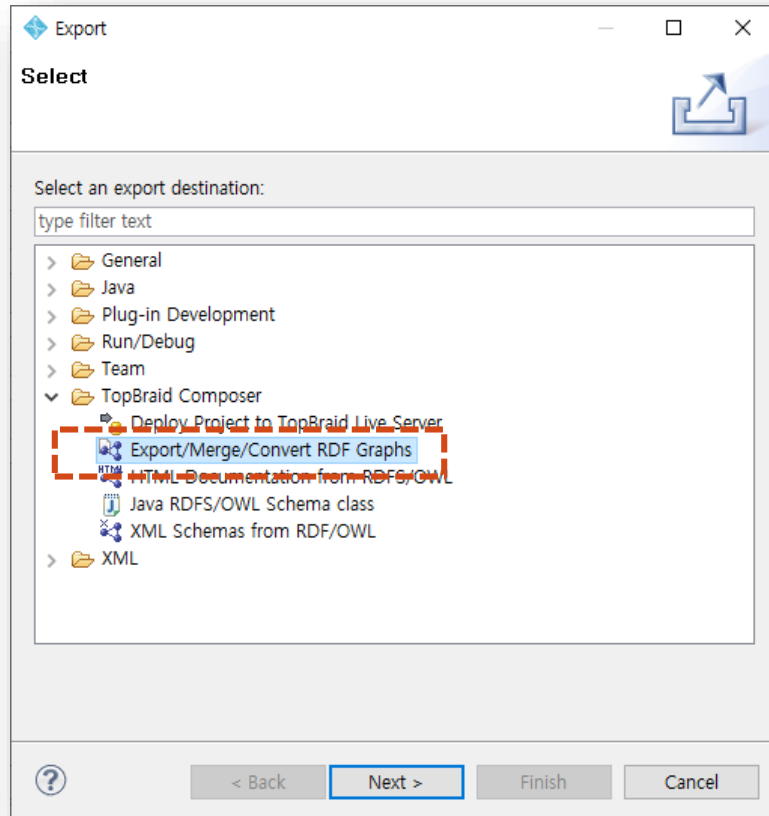 Export
Select
Select an export destination:
type filter text
General
Java
Plug-in Development
Run/Debug
Team
TopBraid Composer
Deploy Project to TopBraid Live Server
Export/Merge/Convert RDF Graphs
HTML Documentation from RDFS/OWL
Java RDFS/OWL Schema class
XML Schemas from RDF/OWL
XML
? < Back Next > Finish Cancel